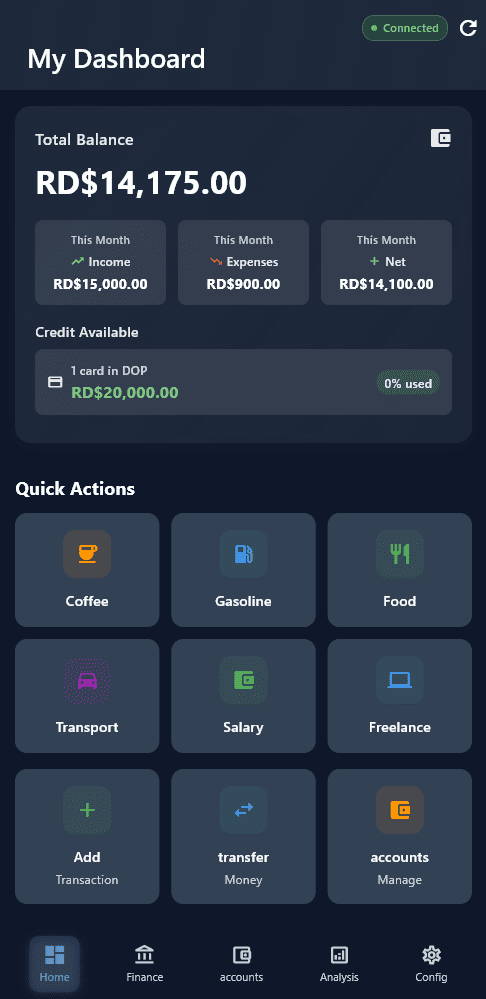 Connected
My Dashboard
Total Balance
RD$14,175.00
This Month
Income
RD$15,000.00
This Month
Expenses
RD$900.00
This Month
Net
RD$14,100.00
Credit Available
1 card in DOP
RD$20,000.00
0% used
Quick Actions
Coffee
Gasoline
Food
Transport
Salary
Freelance
Add
Transaction
transfer
Money
accounts
Manage
Home
Finance
accounts
Analysis
Config